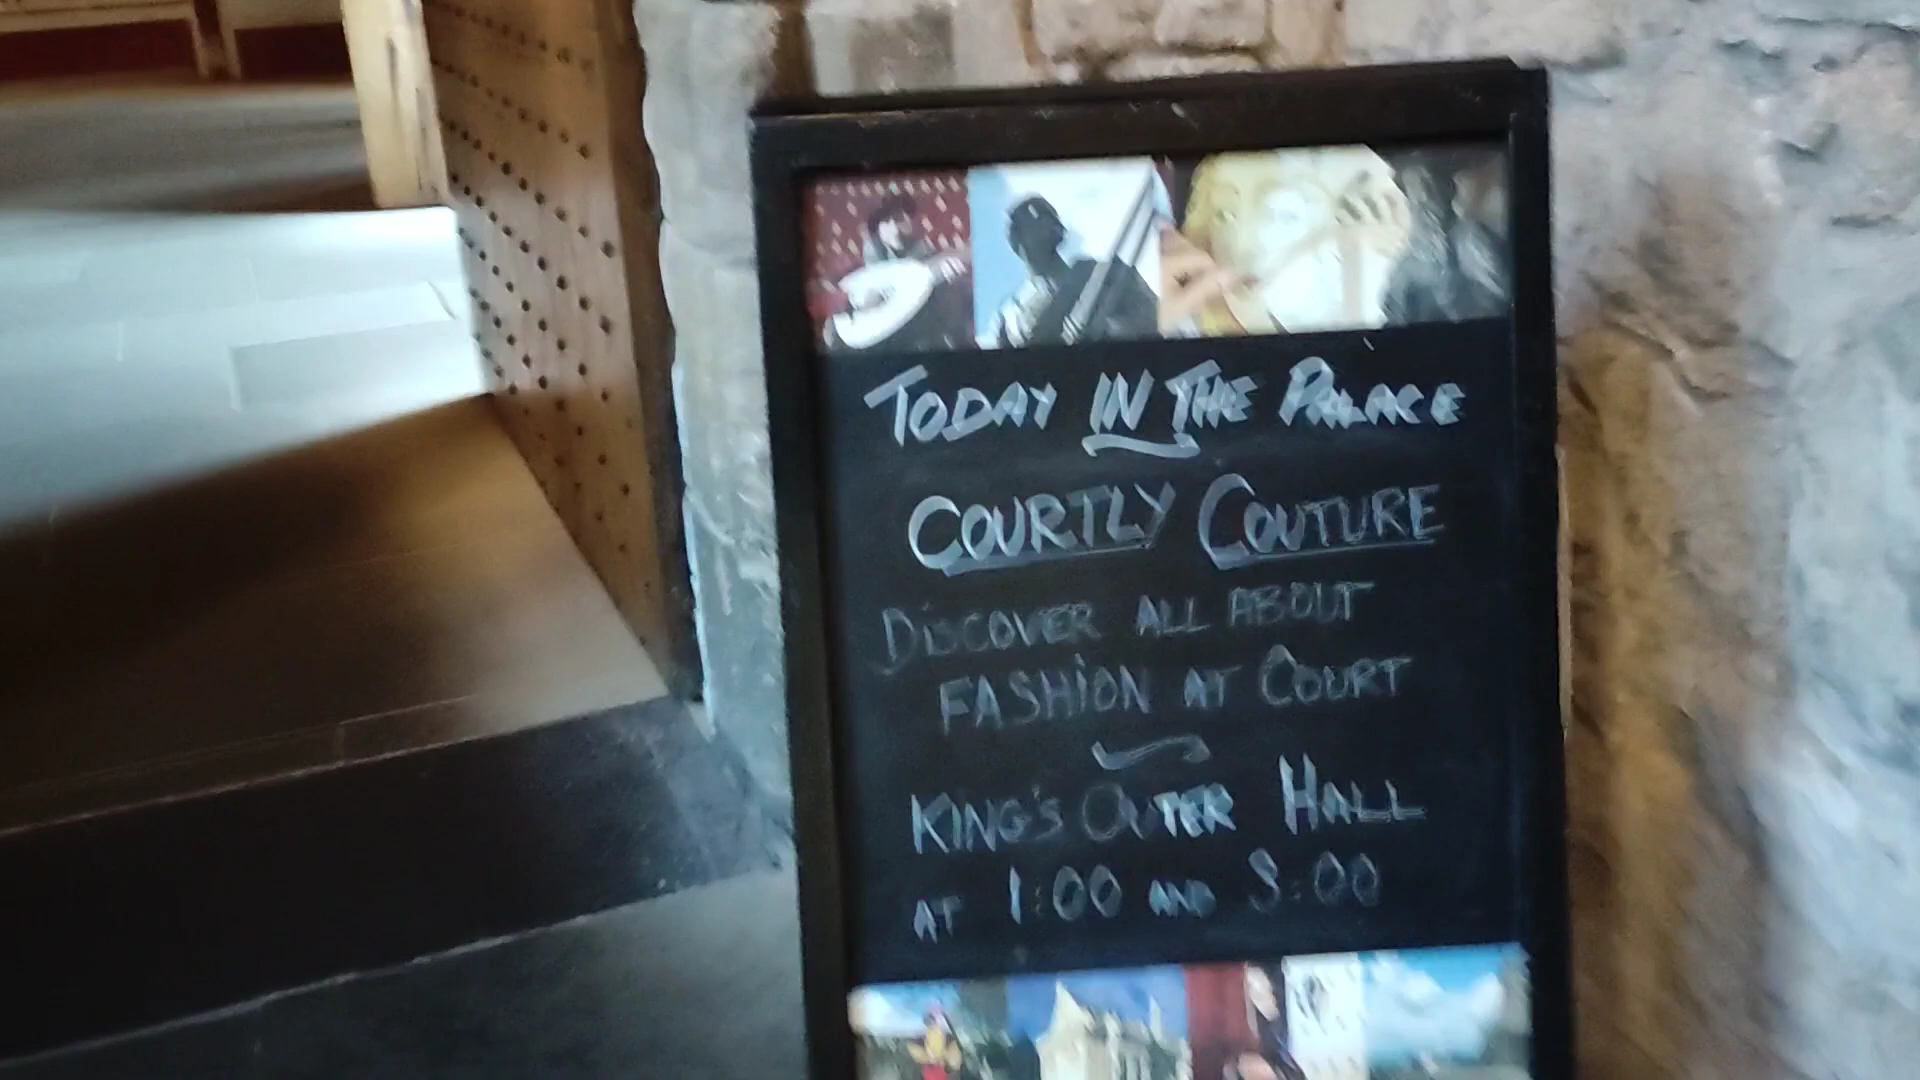 TODAY IN THE PALACE
COURTLY COUTURE
DISCOVER ALL ABOUT
FASHION AT COURT
KING'S OUTER HALL
AT 1:00 AND 3:00